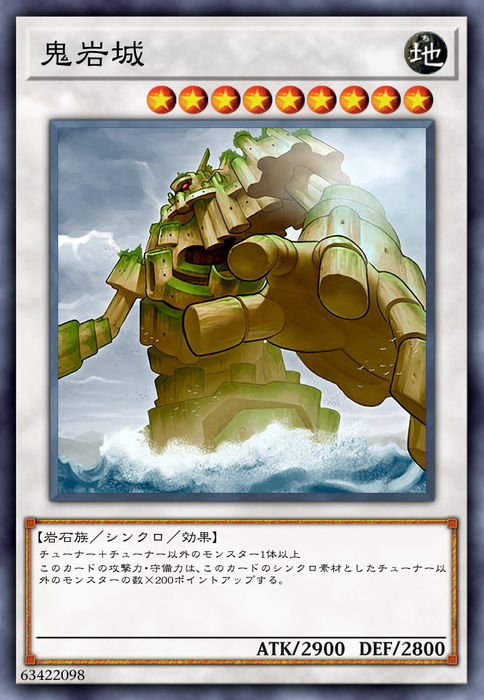 鬼岩城
ち
地
【岩石族／シンクロ／効果】
チューナー＋チューナー以外のモンスター1体以上
このカードの攻撃力・守備力は、このカードのシンクロ素材としたチューナー以
外のモンスターの数×200ポイントアップする。
ATK/2900 DEF/2800
63422098